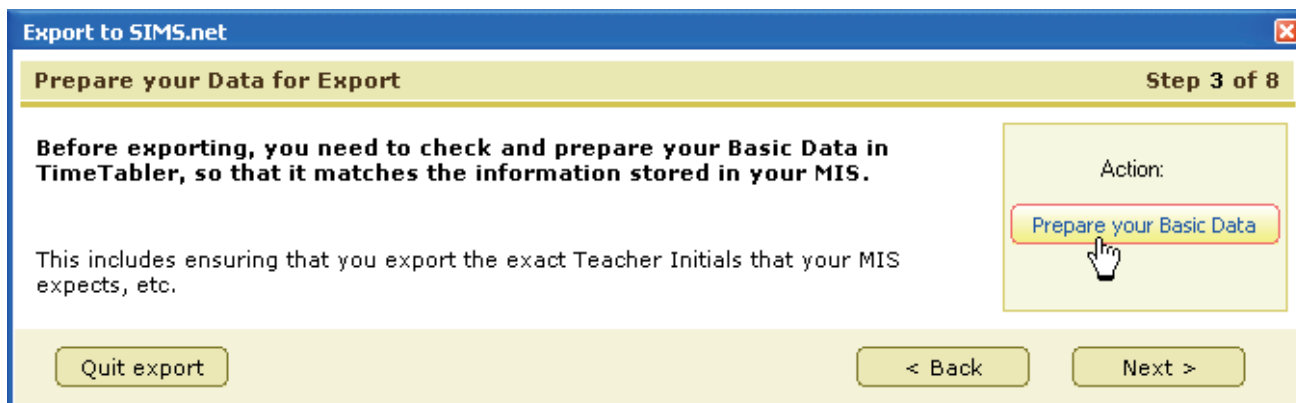 Export to SIMS.net
Prepare your Data for Export Step 3 of 8
Before exporting, you need to check and prepare your Basic Data in
TimeTabler, so that it matches the information stored in your MIS.
Action:
Prepare your Basic Data
This includes ensuring that you export the exact Teacher Initials that your MIS
expects, etc.
Quit export < Back Next >